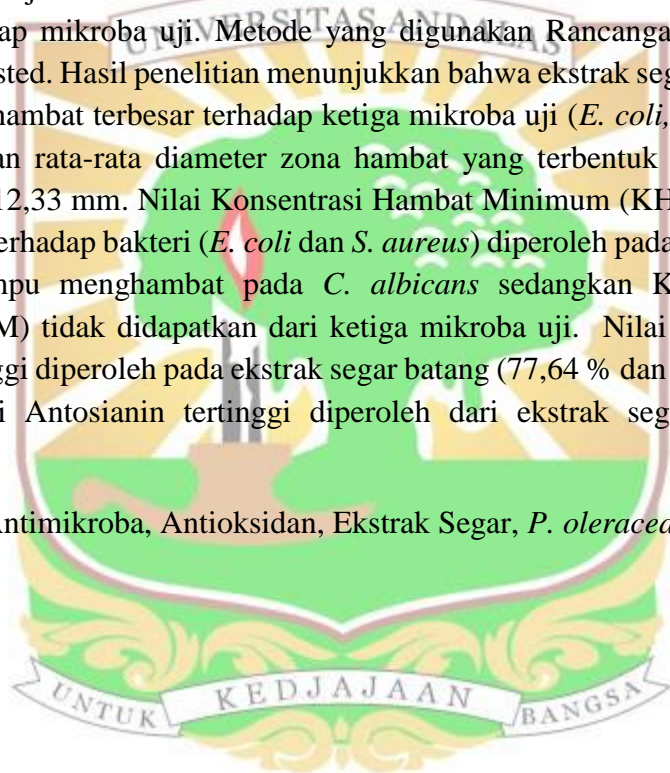 ap mikroba uji. Metode yang digunakan Rancanga
UNIVERSITAS ANDALAS
sted. Hasil penelitian menunjukkan bahwa ekstrak seg
hambat terbesar terhadap ketiga mikroba uji (E. coli,
an rata-rata diameter zona hambat yang terbentuk
12,33 mm. Nilai Konsentrasi Hambat Minimum (KH
erhadap bakteri (E. coli dan S. aureus) diperoleh pada
npu menghambat pada C. albicans sedangkan K
M) tidak didapatkan dari ketiga mikroba uji. Nilai
ggi diperoleh pada ekstrak segar batang (77,64 % dan
i Antosianin tertinggi diperoleh dari ekstrak seg
Antimikroba, Antioksidan, Ekstrak Segar, P. oleracea
UNTUK KEDJAJAAN BANGSA